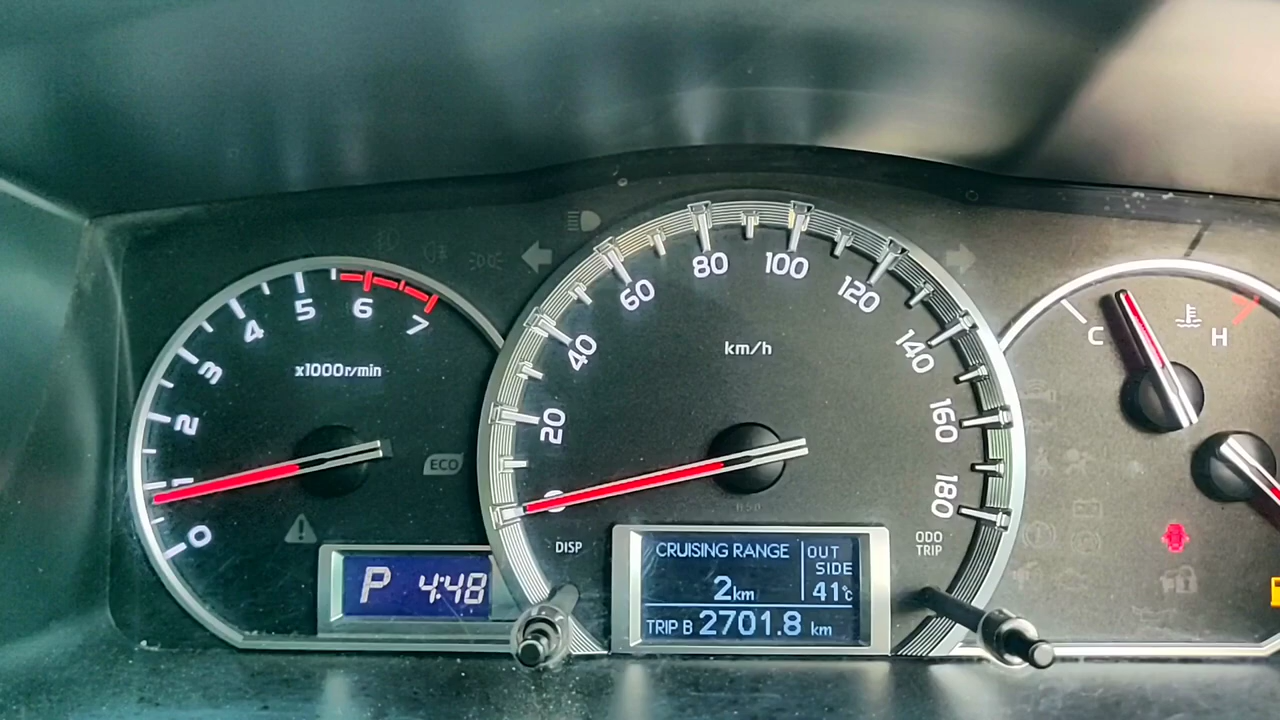 7
6
5
4
3
2
1
0
x1000r/min
ECO
P 4:48
0
20
40
60
80
100
120
140
160
180
km/h
DISP
ODO
TRIP
CRUISING RANGE
2km
OUT
SIDE
41°C
TRIP B 2701.8 km
C
H